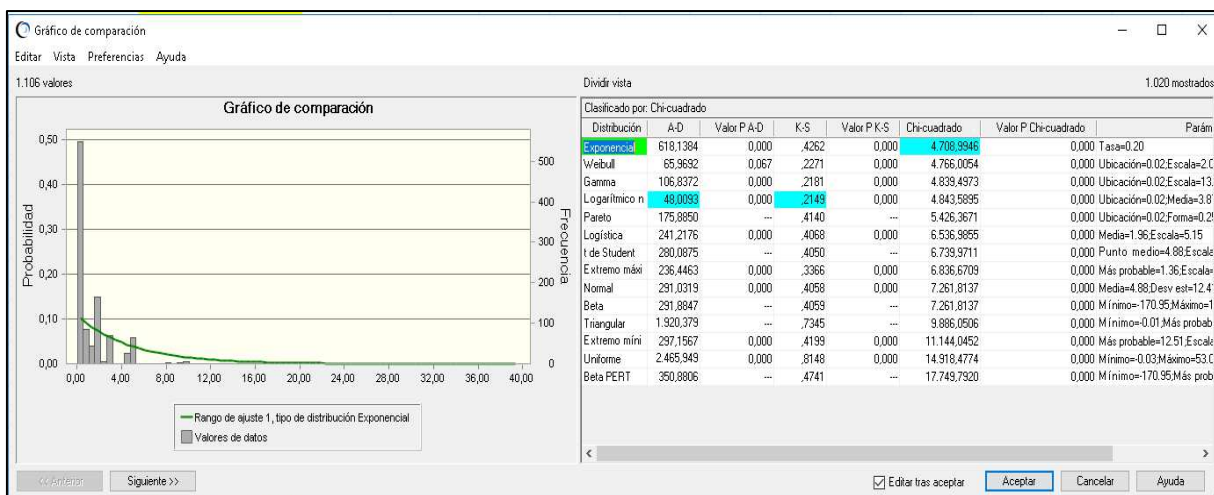 Gráfico de comparación
Editar Vista Preferencias Ayuda
1.106 valores
Dividir vista
1.020 mostrados
Gráfico de comparación
0,50
0,40
0,30
0,20
0,10
0,00
Probabilidad
500
400
300
200
100
0
Frecuencia
0,00 4,00 8,00 12,00 16,00 20,00 24,00 28,00 32,00 36,00 40,00
Rango de ajuste 1, tipo de distribución Exponencial
Valores de datos
Clasificado por: Chi-cuadrado
Distribución A-D Valor P A-D K-S Valor P K-S Chi-cuadrado Valor P Chi-cuadrado Parám
Exponencial 618,1384 0,000 ,4262 0,000 4.708,9946 0,000 Tasa=0.20
Weibull 65,9692 0,067 ,2271 0,000 4.766,0054 0,000 Ubicación=0.02;Escala=2.0
Gamma 106,8372 0,000 ,2181 0,000 4.839,4973 0,000 Ubicación=0.02;Escala=13.
Logarítmico n 48,0093 0,000 ,2149 0,000 4.843,5895 0,000 Ubicación=0.02;Media=3.8
Pareto 175,8850 --- ,4140 --- 5.426,3671 0,000 Ubicación=0.02;Forma=0.2
Logística 241,2176 0,000 ,4068 0,000 6.536,9855 0,000 Media=1.96;Escala=5.15
t de Student 280,0875 --- ,4050 --- 6.739,9711 0,000 Punto medio=4.88;Escala
Extremo máxi 236,4463 0,000 ,3366 0,000 6.836,6709 0,000 Más probable=1.36;Escala=
Normal 291,0319 0,000 ,4058 0,000 7.261,8137 0,000 Media=4.88;Desv est=12.4
Beta 291,8847 --- ,4059 --- 7.261,8137 0,000 Mínimo=-170.95;Máximo=1
Triangular 1.920,379 --- ,7345 --- 9.886,0506 0,000 Mínimo=-0.01;Más probab
Extremo míni 297,1567 0,000 ,4199 0,000 11.144,0452 0,000 Más probable=12.51;Escala
Uniforme 2.465,949 0,000 ,8148 0,000 14.918,4774 0,000 Mínimo=-0.03;Máximo=53.0
Beta PERT 350,8806 --- ,4741 --- 17.749,7920 0,000 Mínimo=-170.95;Más prob
<< Anterior Siguiente >> Editar tras aceptar Aceptar Cancelar Ayuda